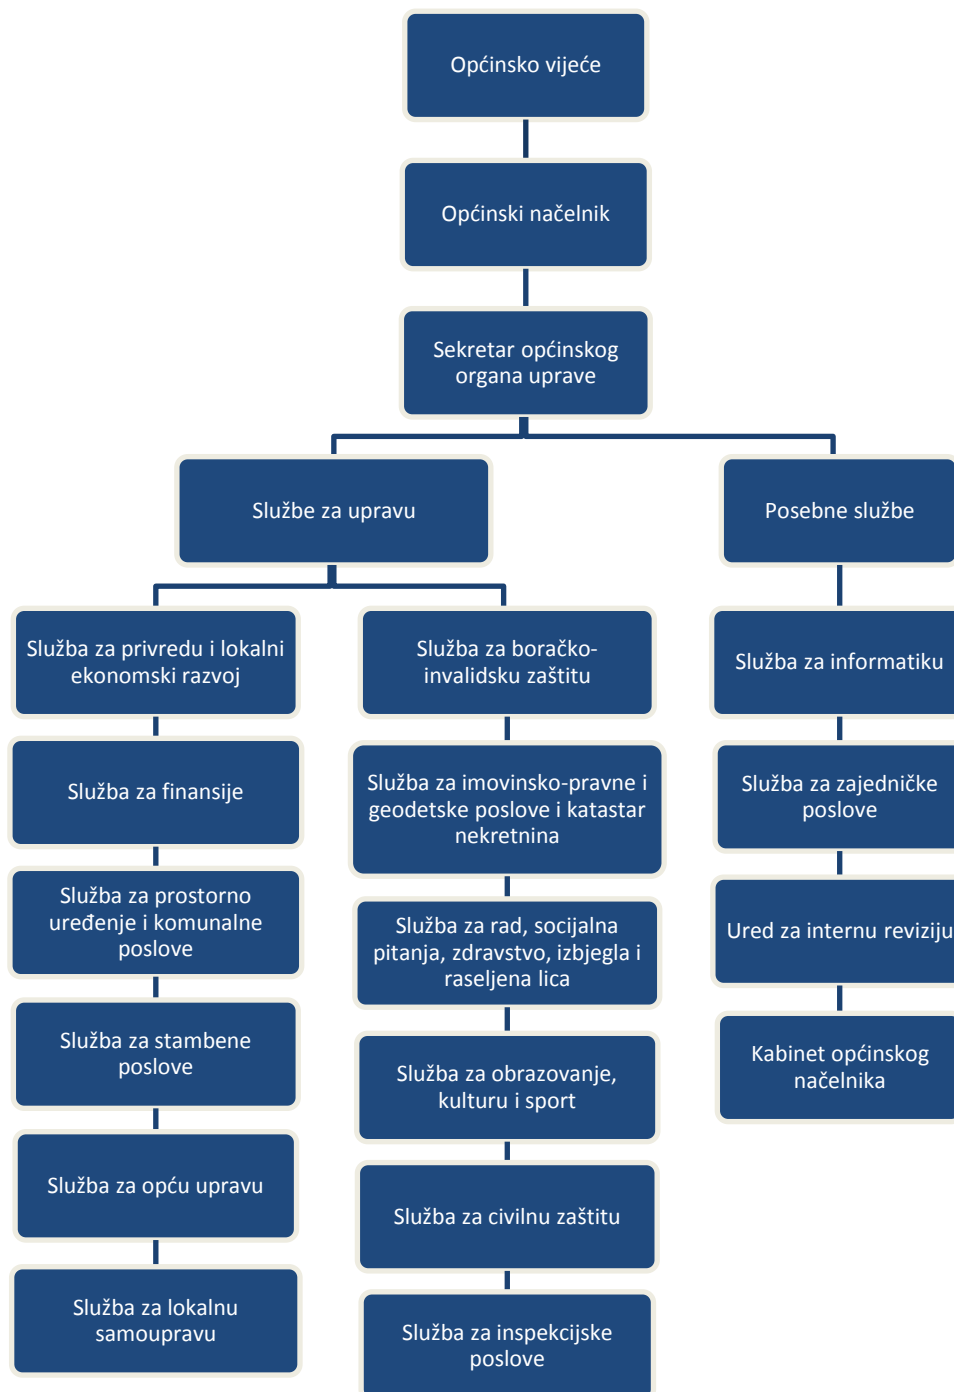 Općinsko vijeće
Općinski načelnik
Sekretar općinskog
organa uprave
Službe za upravu
Posebne službe
Služba za privredu i lokalni
ekonomski razvoj
Služba za finansije
Služba za prostorno
uređenje i komunalne
poslove
Služba za stambene
poslove
Služba za opću upravu
Služba za lokalnu
samoupravu
Služba za boračko-
invalidsku zaštitu
Služba za imovinsko-pravne i
geodetske poslove i katastar
nekretnina
Služba za rad, socijalna
pitanja, zdravstvo, izbjegla i
raseljena lica
Služba za obrazovanje,
kulturu i sport
Služba za civilnu zaštitu
Služba za inspekcijske
poslove
Služba za informatiku
Služba za zajedničke
poslove
Ured za internu reviziju
Kabinet općinskog
načelnika